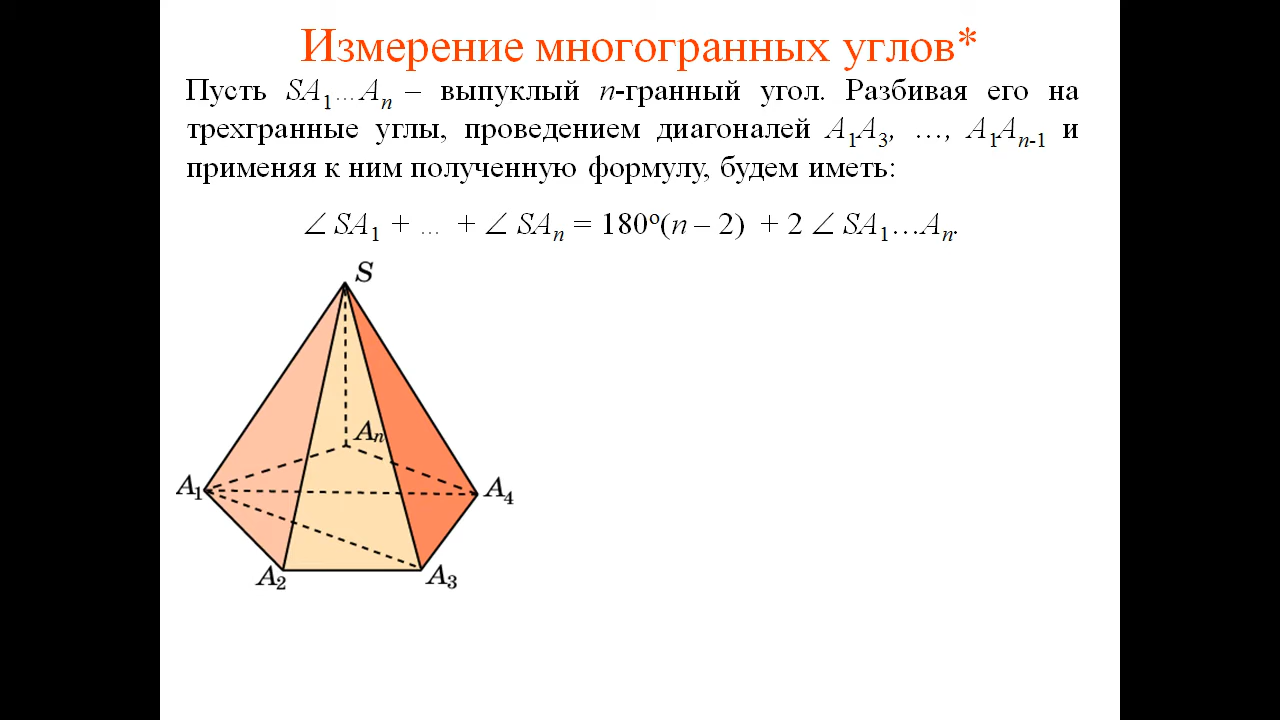 Измерение многогранных углов*
Пусть SA₁…Aₙ – выпуклый n-гранный угол. Разбивая его на
трехгранные углы, проведением диагоналей A₁A₃, …, A₁Aₙ₋₁ и
применяя к ним полученную формулу, будем иметь:
∠ SA₁ + … + ∠ SAₙ = 180º(n – 2) + 2 ∠ SA₁…Aₙ.
S
Aₙ
A₁
A₄
A₂
A₃